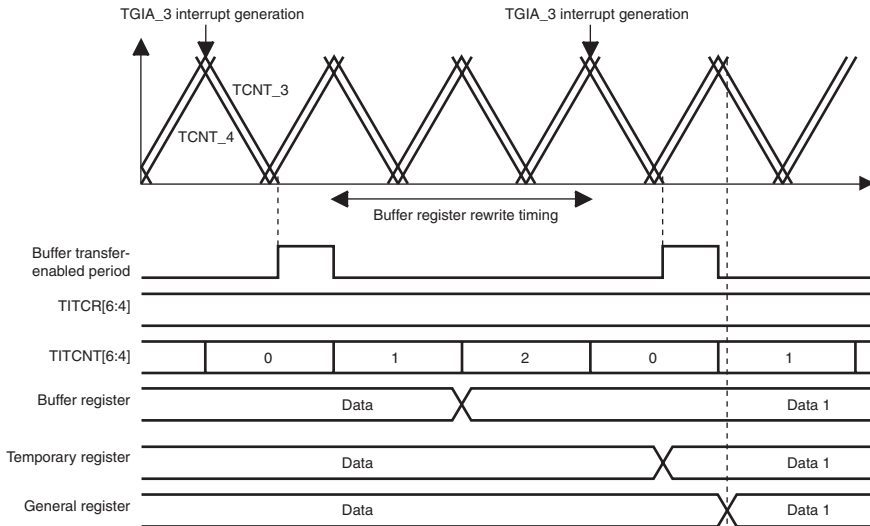 TGIA_3 interrupt generation
TGIA_3 interrupt generation
TCNT_3
TCNT_4
Buffer register rewrite timing
Buffer transfer-
enabled period
TITCR[6:4]
TITCNT[6:4] 0 1 2 0 1
Buffer register Data Data 1
Temporary register Data Data 1
General register Data Data 1